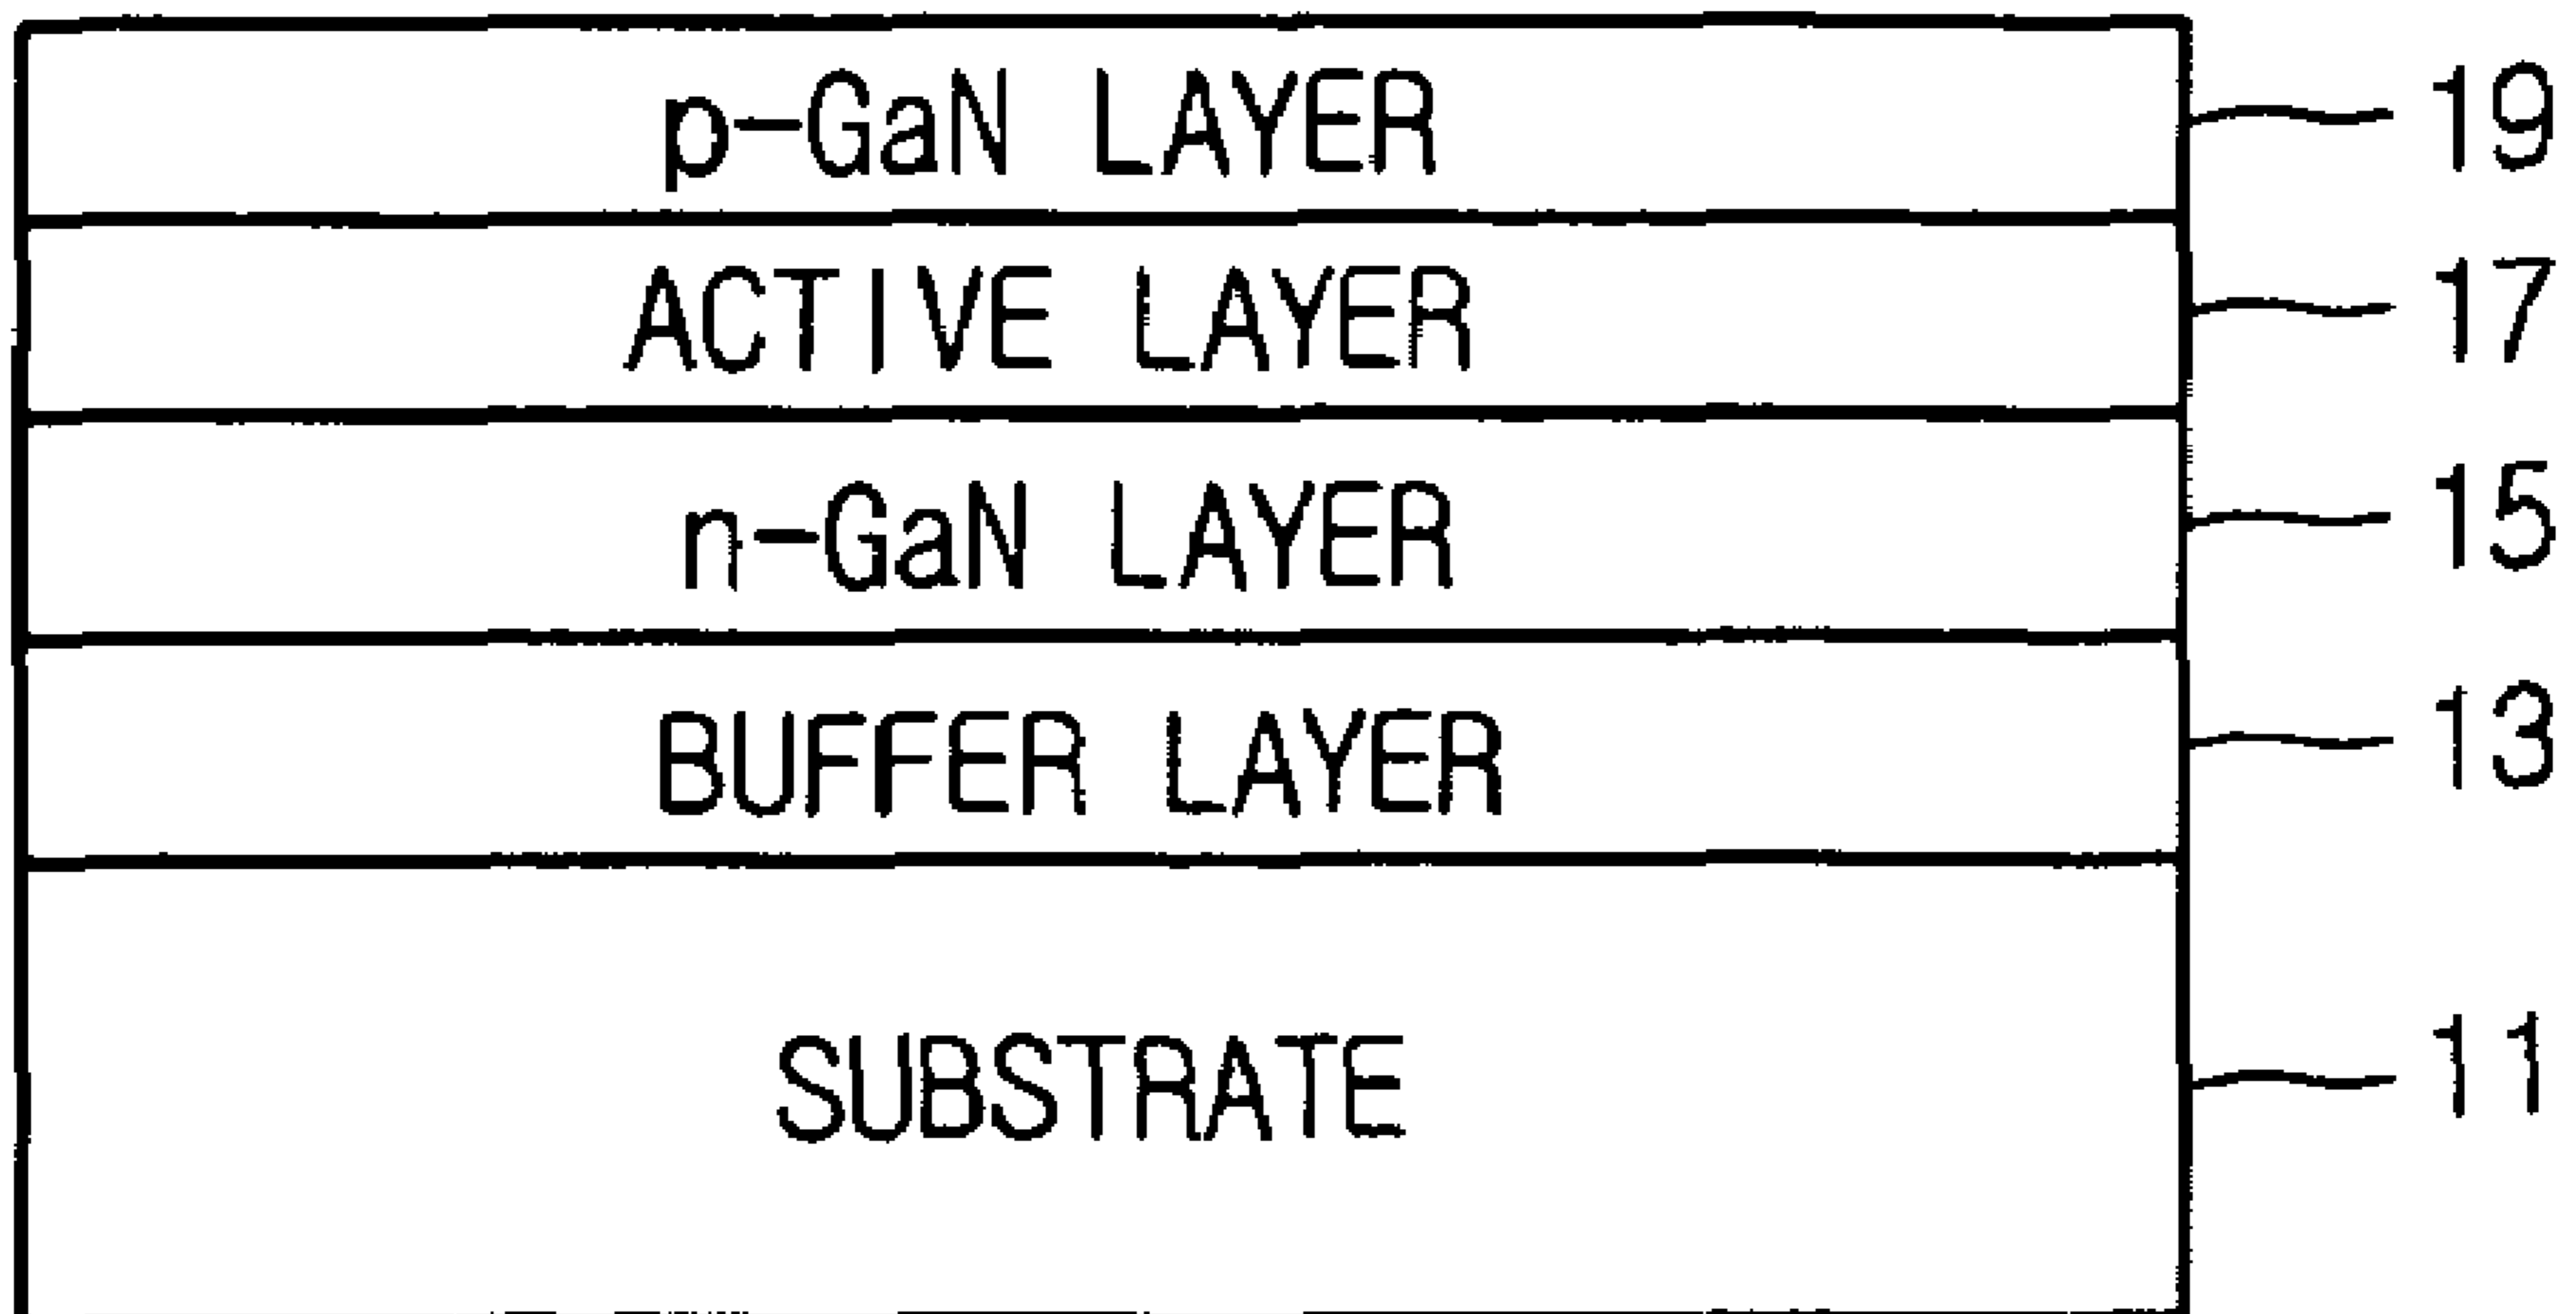 p-GaN LAYER 19
ACTIVE LAYER 17
n-GaN LAYER 15
BUFFER LAYER 13
SUBSTRATE 11